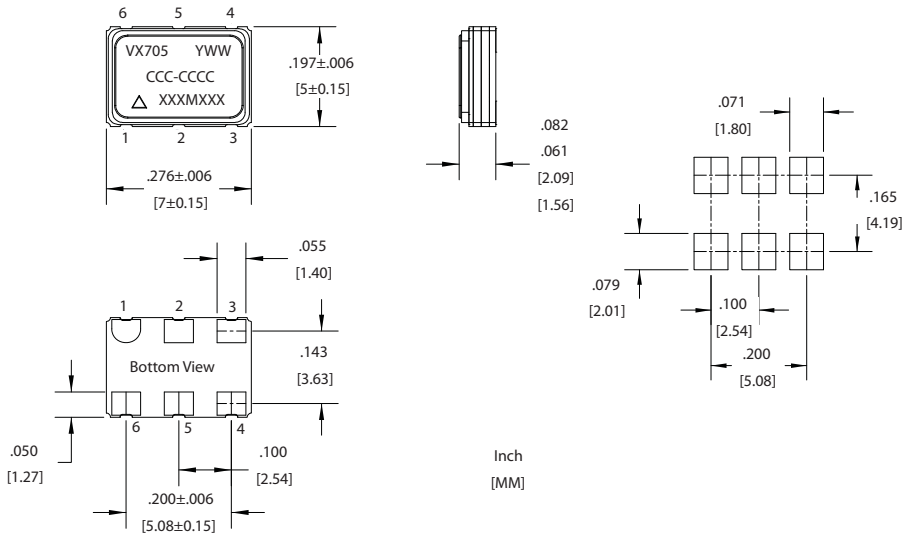 6 5 4
VX705 YWW
CCC-CCCC
XXXMXXX
1 2 3
.197±.006
[5±0.15]
.276±.006
[7±0.15]
.082
.061
[2.09]
[1.56]
.071
[1.80]
.165
[4.19]
.079
[2.01]
.100
[2.54]
.200
[5.08]
.055
[1.40]
1 2 3
Bottom View
6 5 4
.143
[3.63]
.050
[1.27]
.100
[2.54]
.200±.006
[5.08±0.15]
Inch
[MM]